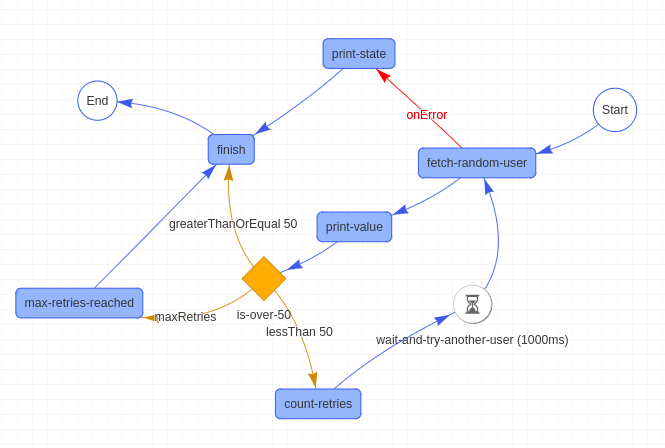 print-state
End
Start
onError
finish
fetch-random-user
greaterThanOrEqual 50
print-value
max-retries-reached
maxRetries
is-over-50
lessThan 50
wait-and-try-another-user (1000ms)
count-retries